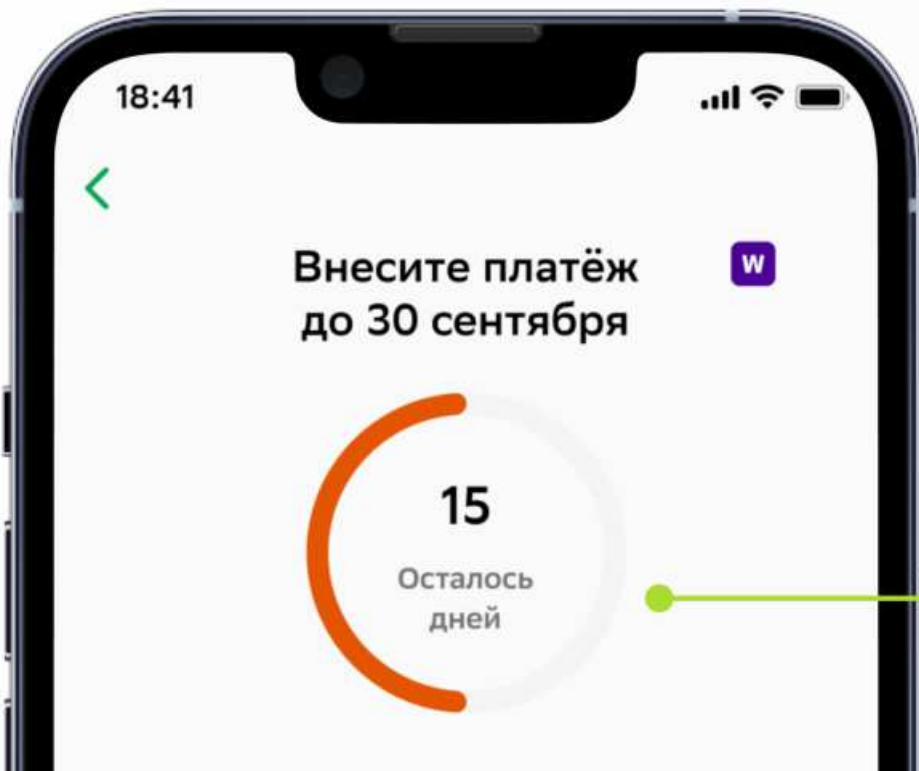 18:41
Внесите платёж
W
до 30 сентября
15
Осталось
дней